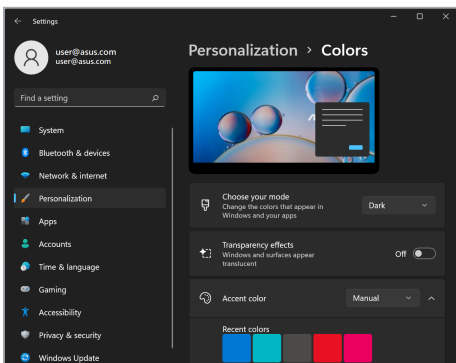 Settings
user@asus.com
user@asus.com
Find a setting
System
Bluetooth & devices
Network & internet
Personalization
Apps
Accounts
Time & language
Gaming
Accessibility
Privacy & security
Windows Update
Personalization > Colors
Choose your mode
Change the colors that appear in
Windows and your apps
Dark
Transparency effects
Windows and surfaces appear
translucent
Off
Accent color
Manual
Recent colors